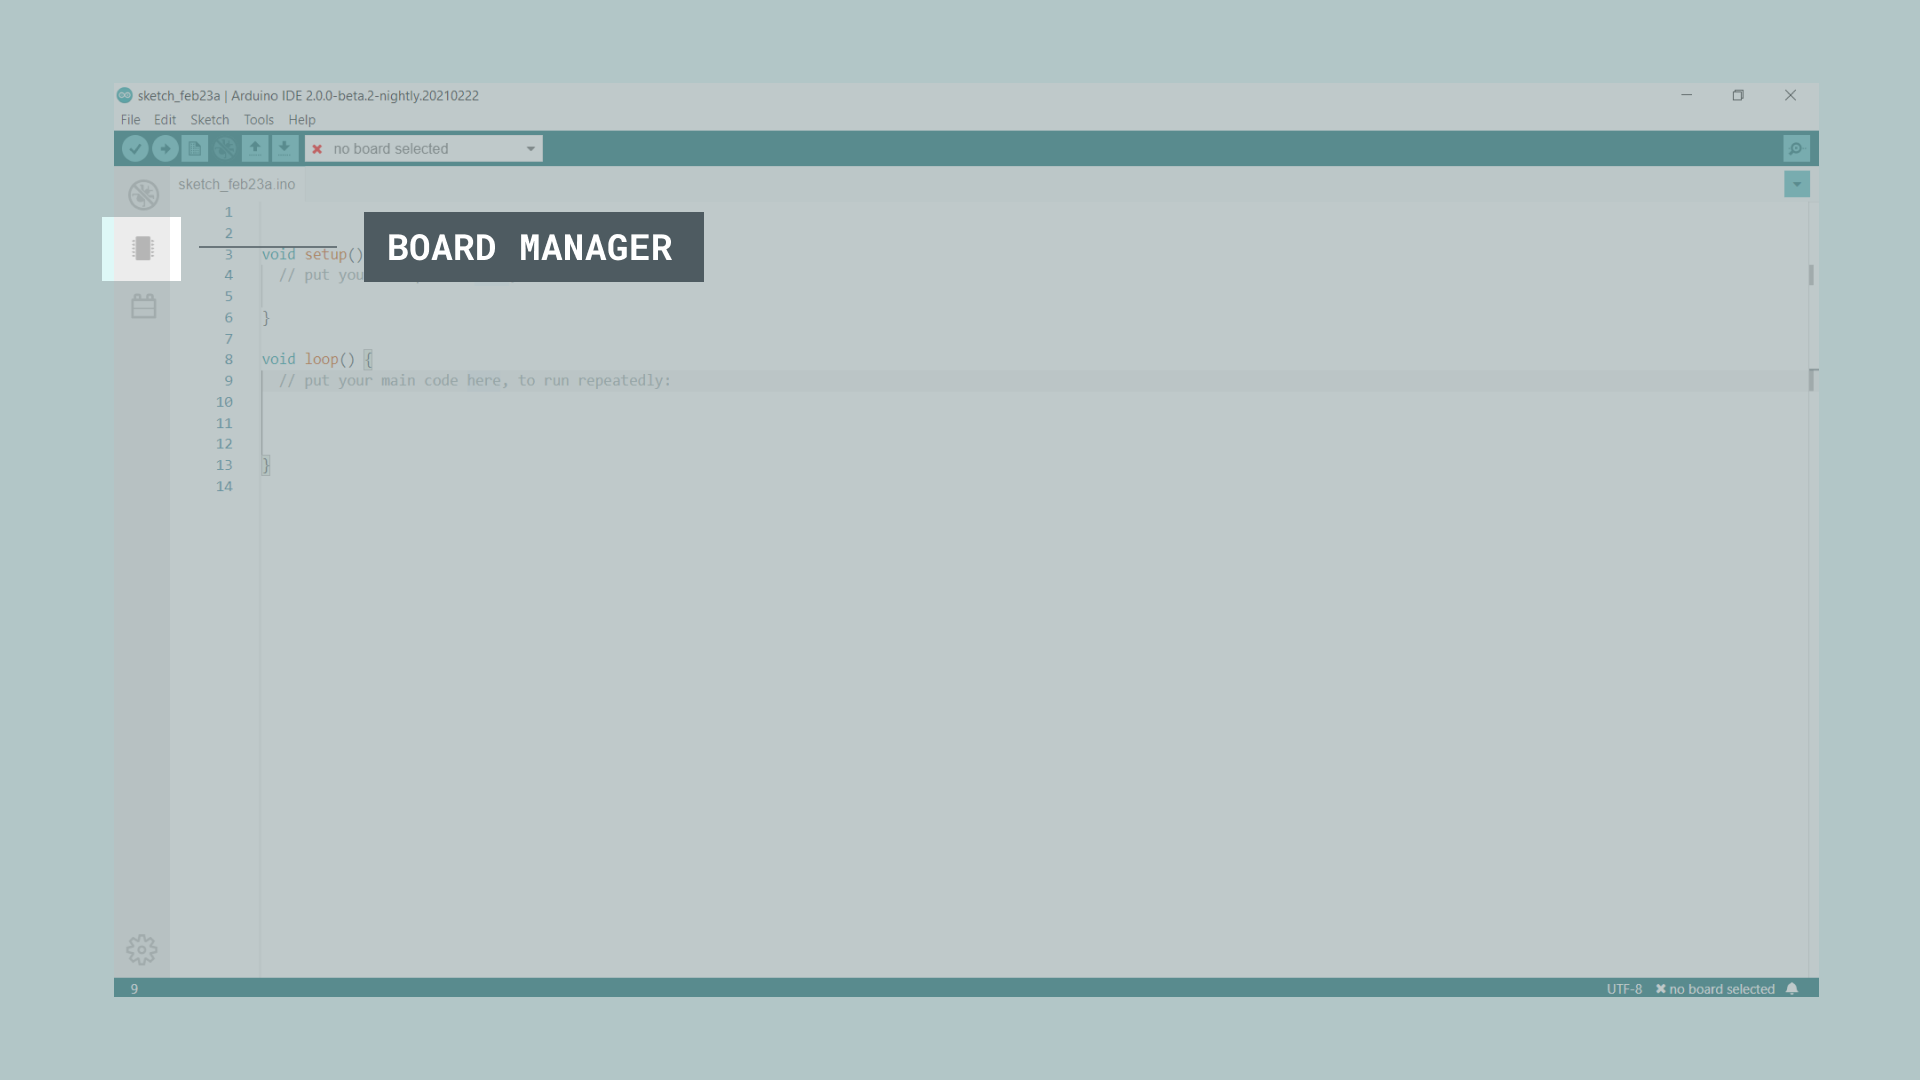 sketch_feb23a | Arduino IDE 2.0.0-beta.2-nightly.20210222
File Edit Sketch Tools Help
no board selected
sketch_feb23a.ino
1
2
BOARD MANAGER
3 void setup()
4 // put you
5
6 }
7
8 void loop() {
9 // put your main code here, to run repeatedly:
10
11
12
13 }
14
9 UTF-8 no board selected